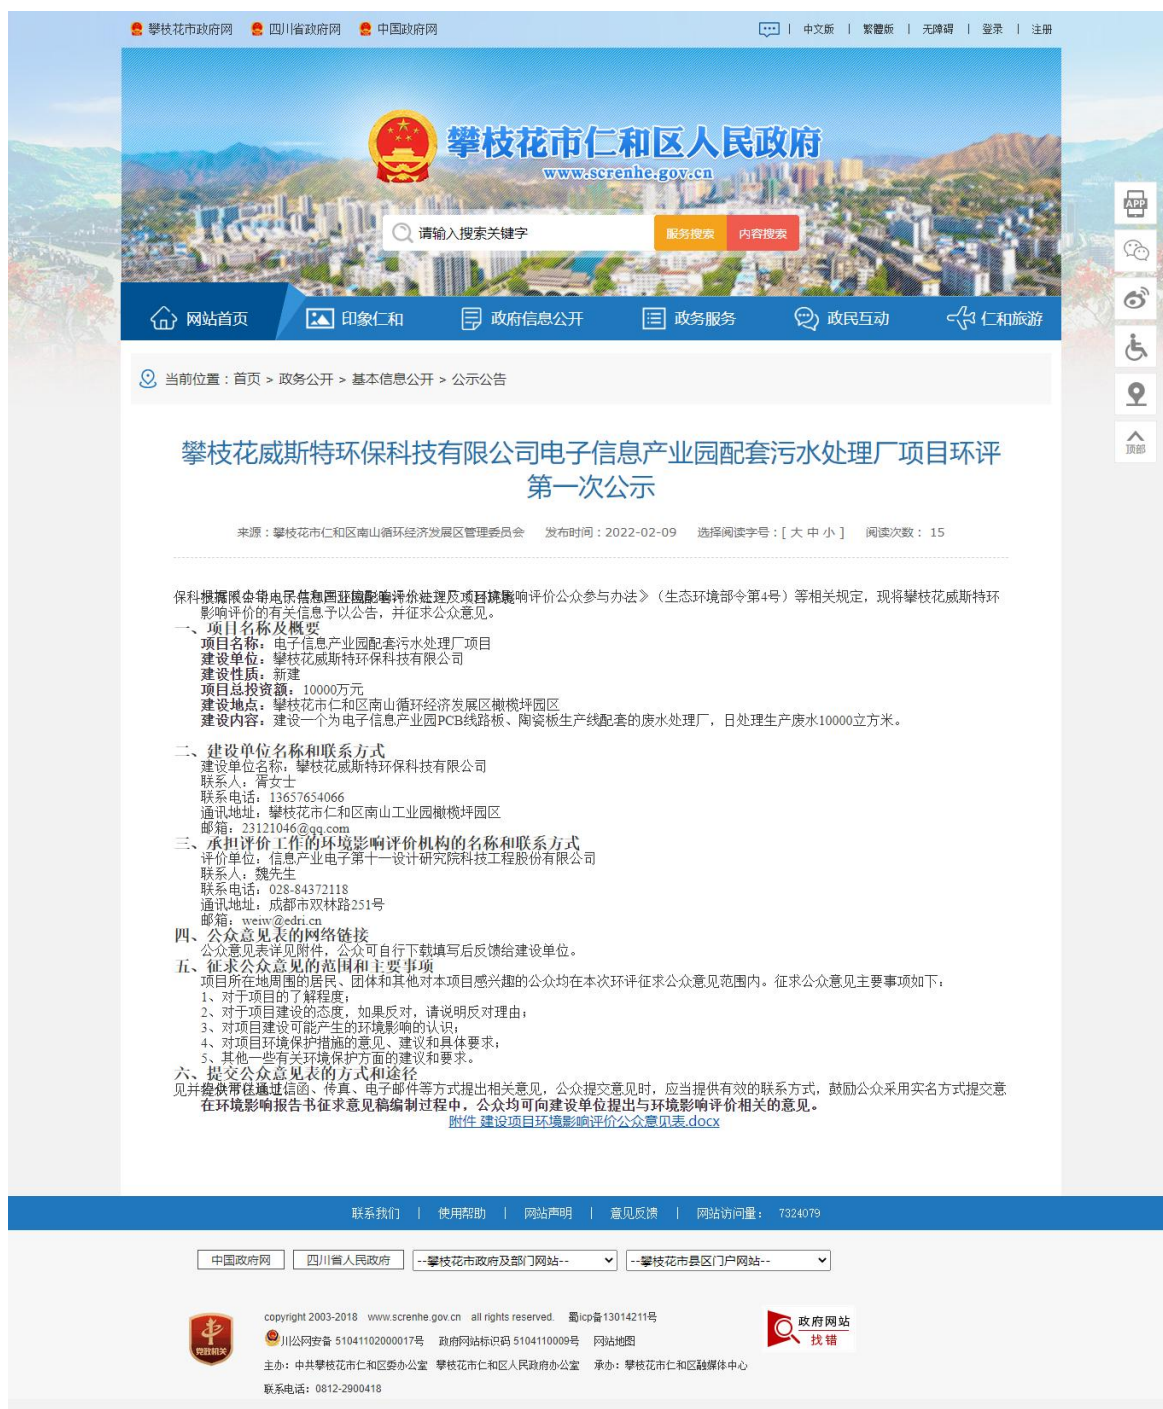 攀枝花市政府网 四川省政府网 中国政府网 | 中文版 | 繁體版 | 无障碍 | 登录 | 注册
攀枝花市仁和区人民政府
www.screnhe.gov.cn
请输入搜索关键字 服务搜索 内容搜索
网站首页 印象仁和 政府信息公开 政务服务 政民互动 仁和旅游
APP
顶部
当前位置：首页 > 政务公开 > 基本信息公开 > 公示公告
攀枝花威斯特环保科技有限公司电子信息产业园配套污水处理厂项目环评
第一次公示
来源：攀枝花市仁和区南山循环经济发展区管理委员会 发布时间：2022-02-09 选择阅读字号：[ 大 中 小 ] 阅读次数： 15
响评价公众参与办法》（生态环境部令第4号）等相关规定，现将攀枝花威斯特环
影响评价的有关信息予以公告，并征求公众意见。
一、项目名称及概要
项目名称：电子信息产业园配套污水处理厂项目
建设单位：攀枝花威斯特环保科技有限公司
建设性质：新建
项目总投资额：10000万元
建设地点：攀枝花市仁和区南山循环经济发展区橄榄坪园区
建设内容：建设一个为电子信息产业园PCB线路板、陶瓷板生产线配套的废水处理厂，日处理生产废水10000立方米。
二、建设单位名称和联系方式
建设单位名称：攀枝花威斯特环保科技有限公司
联系人：胥女士
联系电话：13657654066
通讯地址：攀枝花市仁和区南山工业园橄榄坪园区
邮箱：23121046@qq.com
三、承担评价工作的环境影响评价机构的名称和联系方式
评价单位：信息产业电子第十一设计研究院科技工程股份有限公司
联系人：魏先生
联系电话：028-84372118
通讯地址：成都市双林路251号
邮箱：weiw@edri.cn
四、公众意见表的网络链接
公众意见表详见附件，公众可自行下载填写后反馈给建设单位。
五、征求公众意见的范围和主要事项
项目所在地周围的居民、团体和其他对本项目感兴趣的公众均在本次环评征求公众意见范围内。征求公众意见主要事项如下：
1、对于项目的了解程度；
2、对于项目建设的态度，如果反对，请说明反对理由；
3、对项目建设可能产生的环境影响的认识；
4、对项目环境保护措施的意见、建议和具体要求；
5、其他一些有关环境保护方面的建议和要求。
六、提交公众意见表的方式和途径
信函、传真、电子邮件等方式提出相关意见，公众提交意见时，应当提供有效的联系方式，鼓励公众采用实名方式提交意
在环境影响报告书征求意见稿编制过程中，公众均可向建设单位提出与环境影响评价相关的意见。
附件 建设项目环境影响评价公众意见表.docx
联系我们 | 使用帮助 | 网站声明 | 意见反馈 | 网站访问量： 7324079
中国政府网 四川省人民政府 --攀枝花市政府及部门网站-- --攀枝花市县区门户网站--
党政机关
copyright 2003-2018 www.screnhe.gov.cn all rights reserved. 蜀icp备13014211号
川公网安备 51041102000017号 政府网站标识码 5104110009号 网站地图
主办：中共攀枝花市仁和区委办公室 攀枝花市仁和区人民政府办公室 承办：攀枝花市仁和区融媒体中心
联系电话：0812-2900418
政府网站
找错